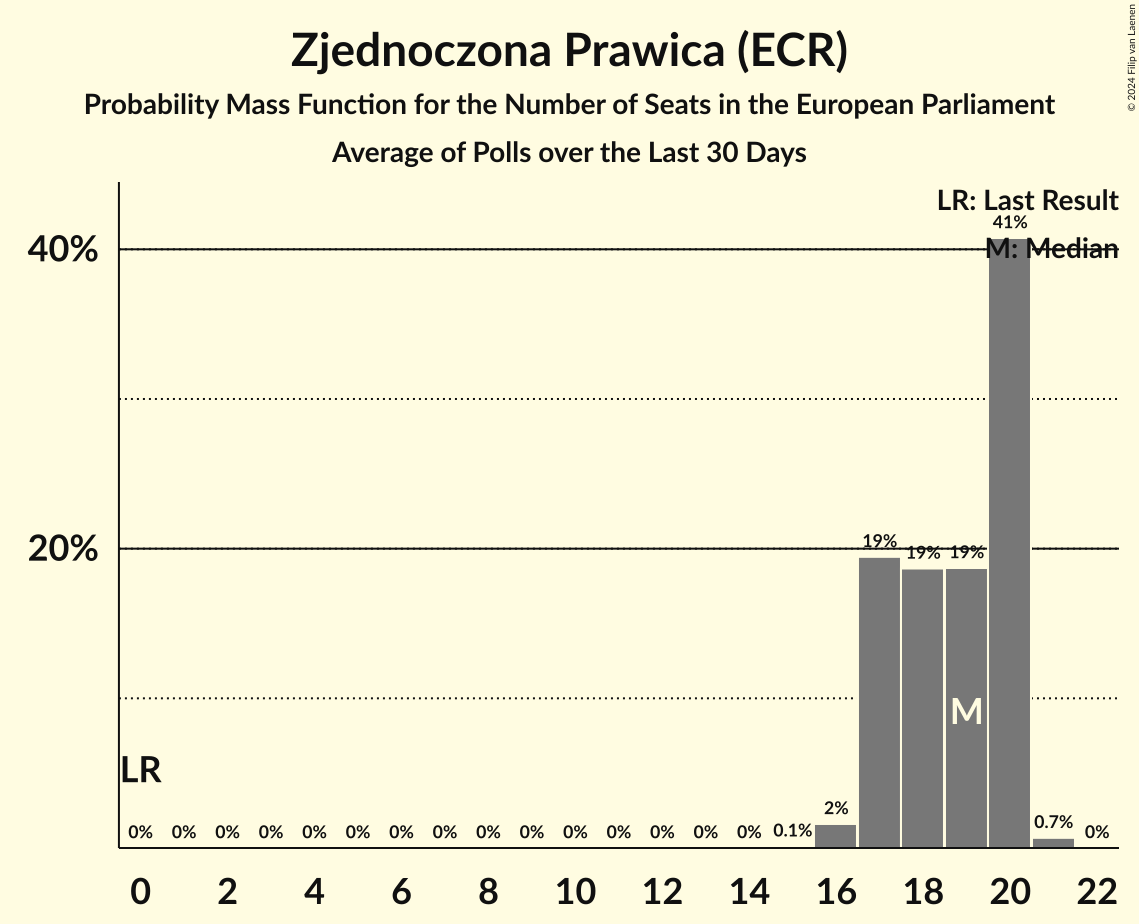 © 2024 Filip van Laenen
Zjednoczona Prawica (ECR)
Probability Mass Function for the Number of Seats in the European Parliament
Average of Polls over the Last 30 Days
LR: Last Result
41%
40%
M: Median
20%
19% 19% 19%
M
LR
0% 0% 0% 0% 0% 0% 0% 0% 0% 0% 0% 0% 0% 0% 0% 0.1% 2% 0.7% 0%
0 2 4 6 8 10 12 14 16 18 20 22